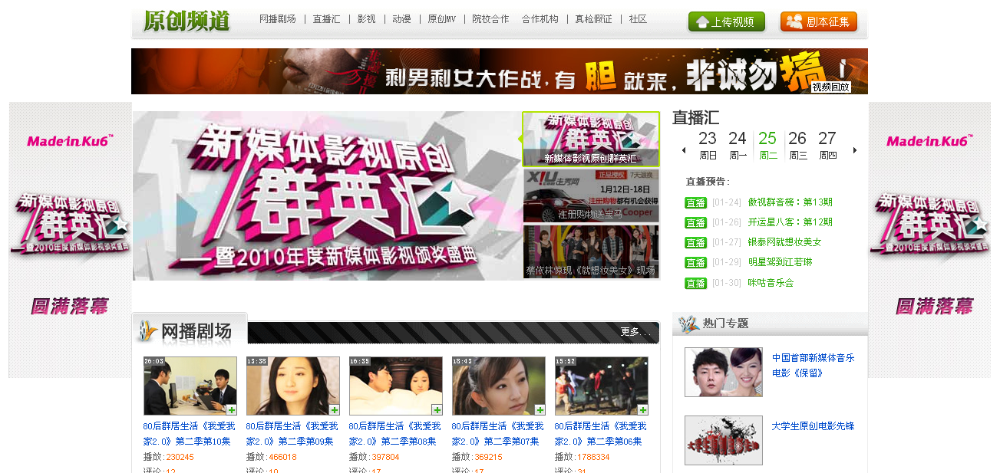 原创频道
网播剧场 | 直播汇 | 影视 | 动漫 | 原创MV | 院校合作 合作机构 | 真枪假证 | 社区
上传视频
剧本征集
剩男剩女大作战,有胆就来,非诚勿搞!
视频回放
Made in Ku6™
新媒体影视原创
群英汇
暨2010年度新媒体影视颁奖盛典
圆满落幕
新媒体影视原创
群英汇
—暨2010年度新媒体影视颁奖盛典
新媒体影视原创
群英汇
新媒体影视原创群英汇
XIU 走秀网
正品授权 7天退换
1月12日-18日
注册购物都有机会获得
Cooper
注册购物送宝马
蔡依林惊现《就想妆美女》现场
直播汇
23 24 25 26 27
周日 周一 周二 周三 周四
直播预告:
直播 [01-24] 傲视群音榜:第13期
直播 [01-26] 开运星八客:第12期
直播 [01-27] 银泰网就想妆美女
直播 [01-29] 明星驾到江若琳
直播 [01-30] 咪咕音乐会
Made in Ku6™
新媒体影视原创
群英汇
暨2010年度新媒体影视颁奖盛典
圆满落幕
网播剧场
更多...
26:03
80后群居生活《我爱我
家2.0》第二季第10集
播放:230245
评论:12
13:38
80后群居生活《我爱我
家2.0》第二季第09集
播放:466018
评论:10
16:35
80后群居生活《我爱我
家2.0》第二季第08集
播放:397804
评论:17
18:43
80后群居生活《我爱我
家2.0》第二季第07集
播放:369215
评论:17
15:52
80后群居生活《我爱我
家2.0》第二季第06集
播放:1788334
评论:31
热门专题
中国首部新媒体音乐
电影《保留》
大学生原创电影先锋